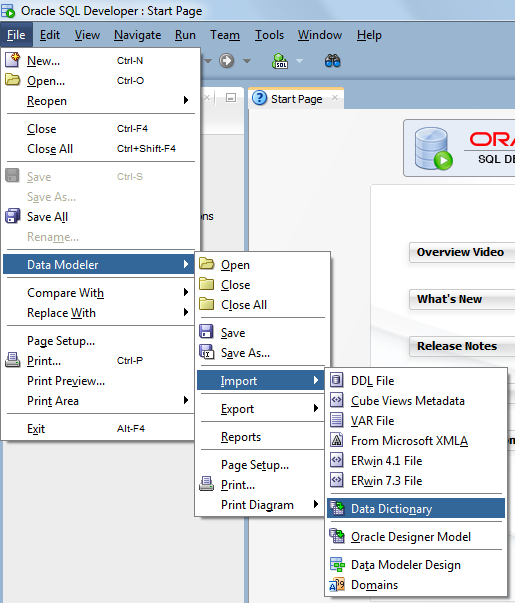 Oracle SQL Developer : Start Page
File Edit View Navigate Run Team Tools Window Help
New... Ctrl-N
Open... Ctrl-O
Reopen
Close Ctrl-F4
Close All Ctrl+Shift-F4
Save Ctrl-S
Save As...
Save All
Rename...
Data Modeler
Compare With
Replace With
Page Setup...
Print... Ctrl-P
Print Preview...
Print Area
Exit Alt-F4
Open
Close
Close All
Save
Save As...
Import
Export
Reports
Page Setup...
Print...
Print Diagram
DDL File
Cube Views Metadata
VAR File
From Microsoft XMLA
ERwin 4.1 File
ERwin 7.3 File
Data Dictionary
Oracle Designer Model
Data Modeler Design
Domains
SQL
Start Page
ORA
SQL DE
ons
Overview Video
What's New
Release Notes